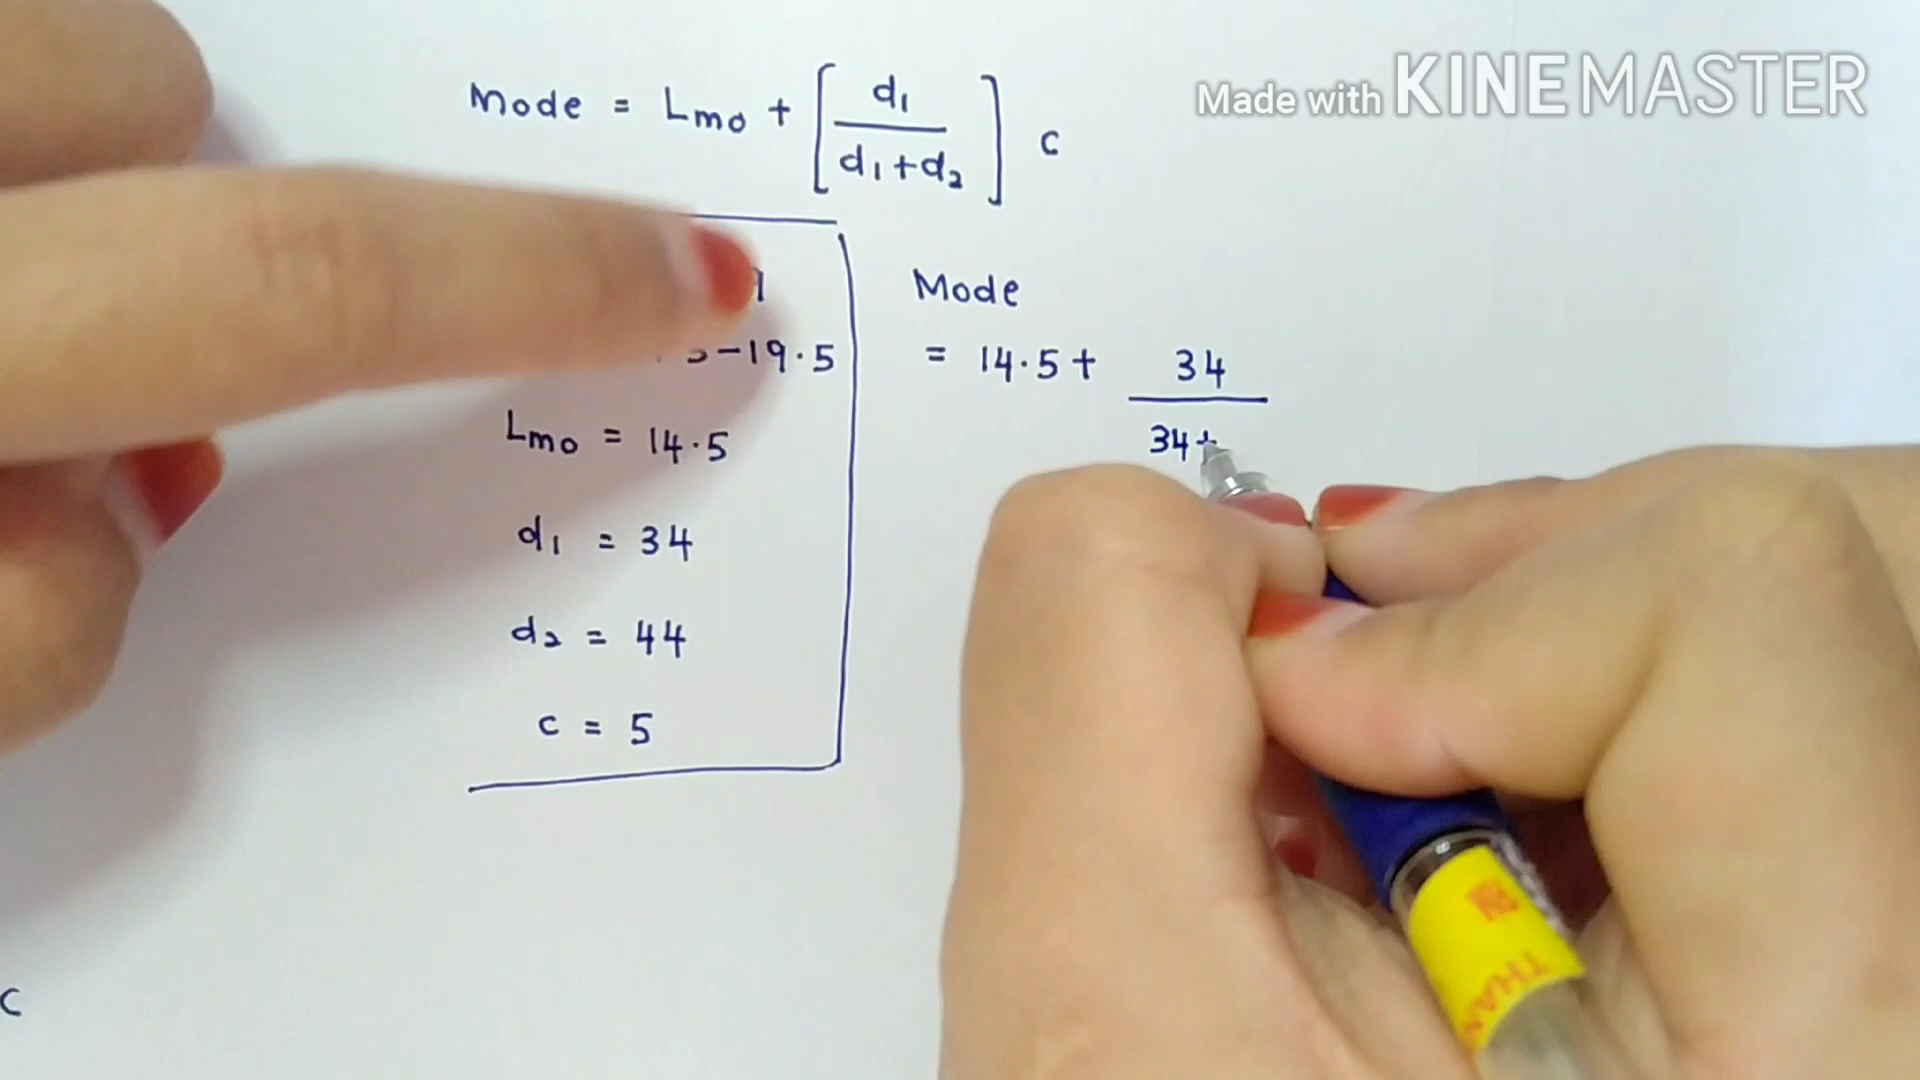 Made with KINEMASTER
Mode = Lmo + [ d₁ / d₁+d₂ ] c
Mode
-19.5
= 14.5 + 34
34+
Lmo = 14.5
d₁ = 34
d₂ = 44
c = 5
c
THAN